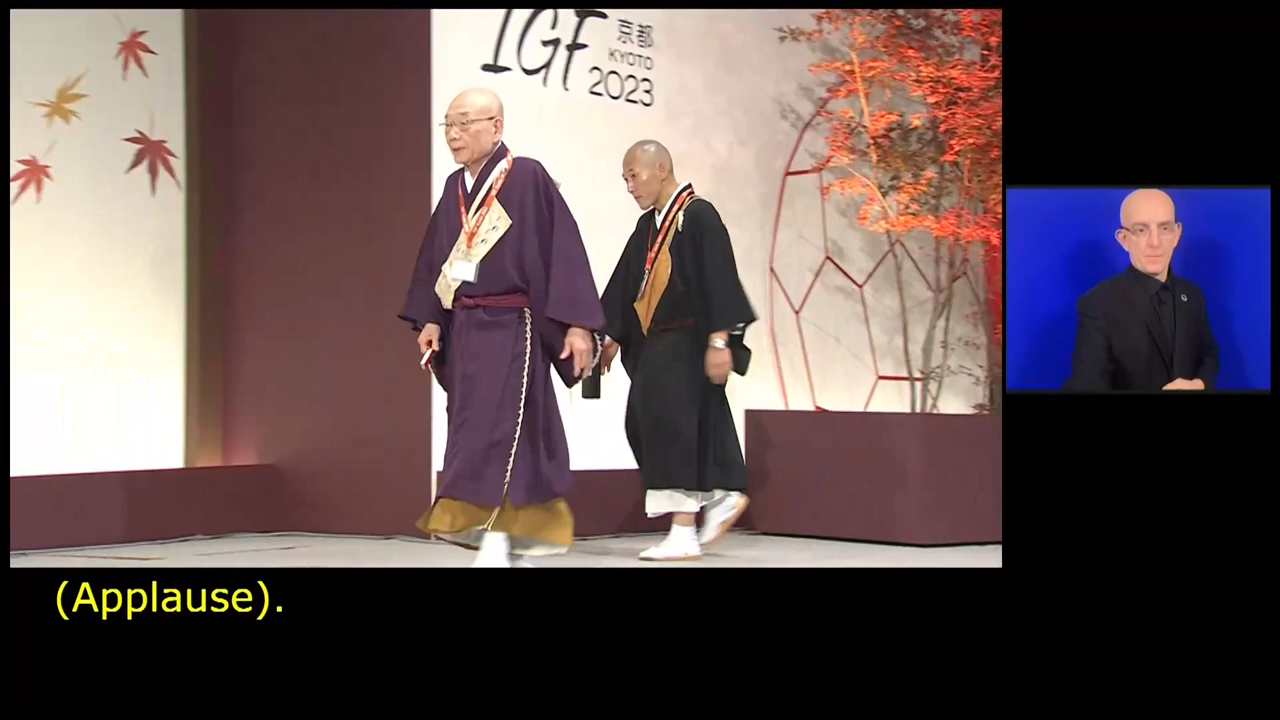 IGF 京都
KYOTO
2023
(Applause).